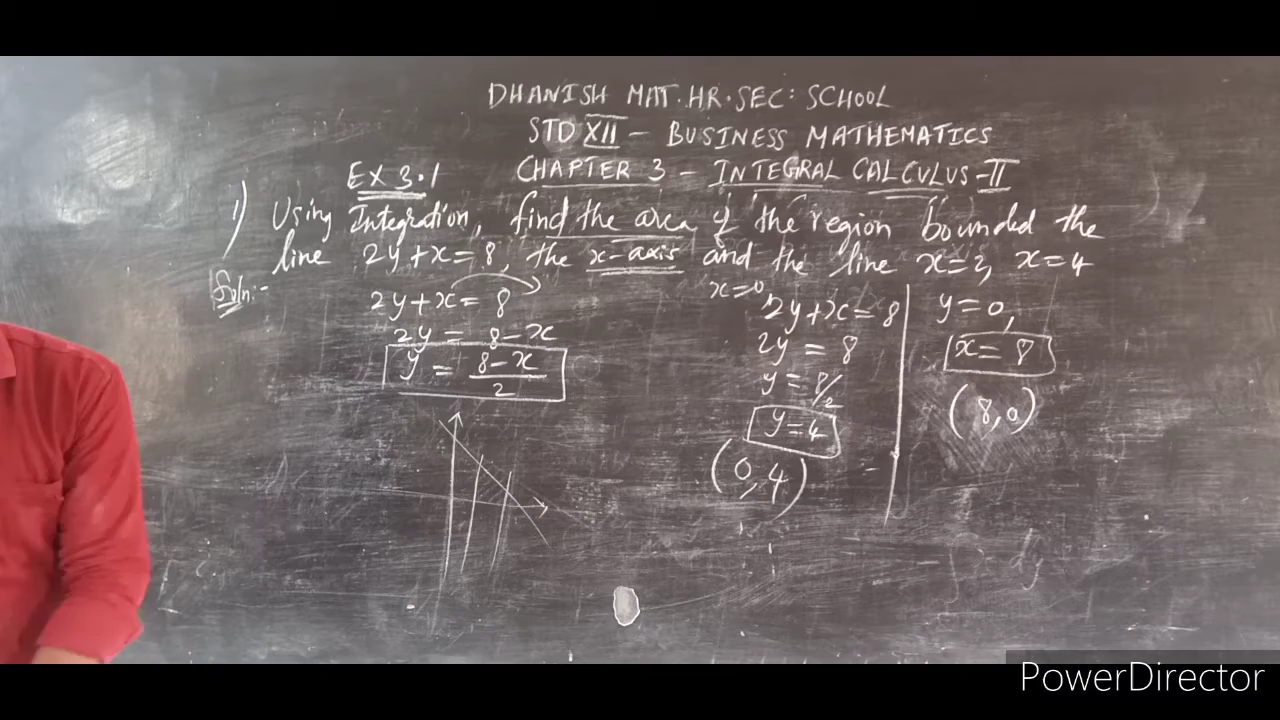 DHANISH MAT.HR.SEC: SCHOOL
STD XII - BUSINESS MATHEMATICS
EX 3.1
CHAPTER 3 - INTEGRAL CALCULUS-II
1) Using Integration, find the area of the region bounded the
line 2y+x=8, the x-axis and the line x=2, x=4
Soln:-
2y+x= 8
2y = 8-x
y = 8-x/2
x=0,
2y+x=8
2y = 8
y = 8/2
y=4
(0,4)
y=0,
x= 8
(8,0)
dy
PowerDirector